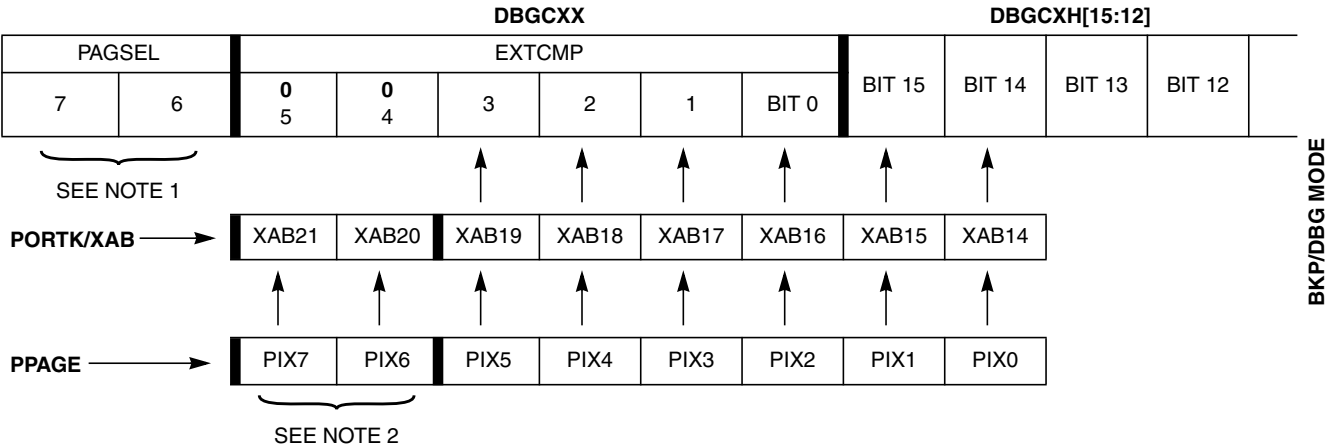 DBGCXX DBGCXH[15:12]
PAGSEL EXTCMP
7 6 0 5 0 4 3 2 1 BIT 0 BIT 15 BIT 14 BIT 13 BIT 12
SEE NOTE 1
PORTK/XAB XAB21 XAB20 XAB19 XAB18 XAB17 XAB16 XAB15 XAB14
PPAGE PIX7 PIX6 PIX5 PIX4 PIX3 PIX2 PIX1 PIX0
SEE NOTE 2
BKP/DBG MODE